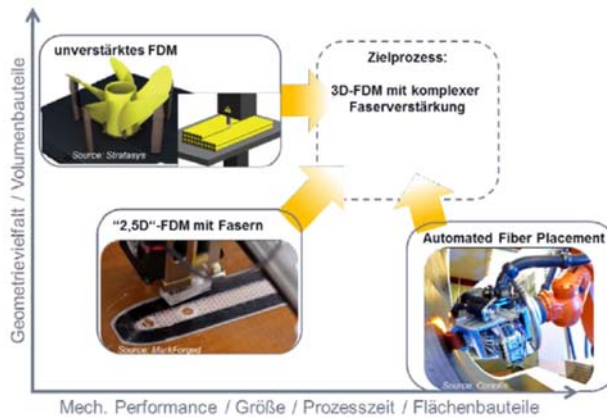 unverstärktes FDM
Source: Stratasys
Zielprozess:
3D-FDM mit komplexer
Faserverstärkung
"2,5D"-FDM mit Fasern
Source: MarkForged
Automated Fiber Placement
Source: Coriolis
Geometrievielfalt / Volumenbauteile
Mech. Performance / Größe / Prozesszeit / Flächenbauteile